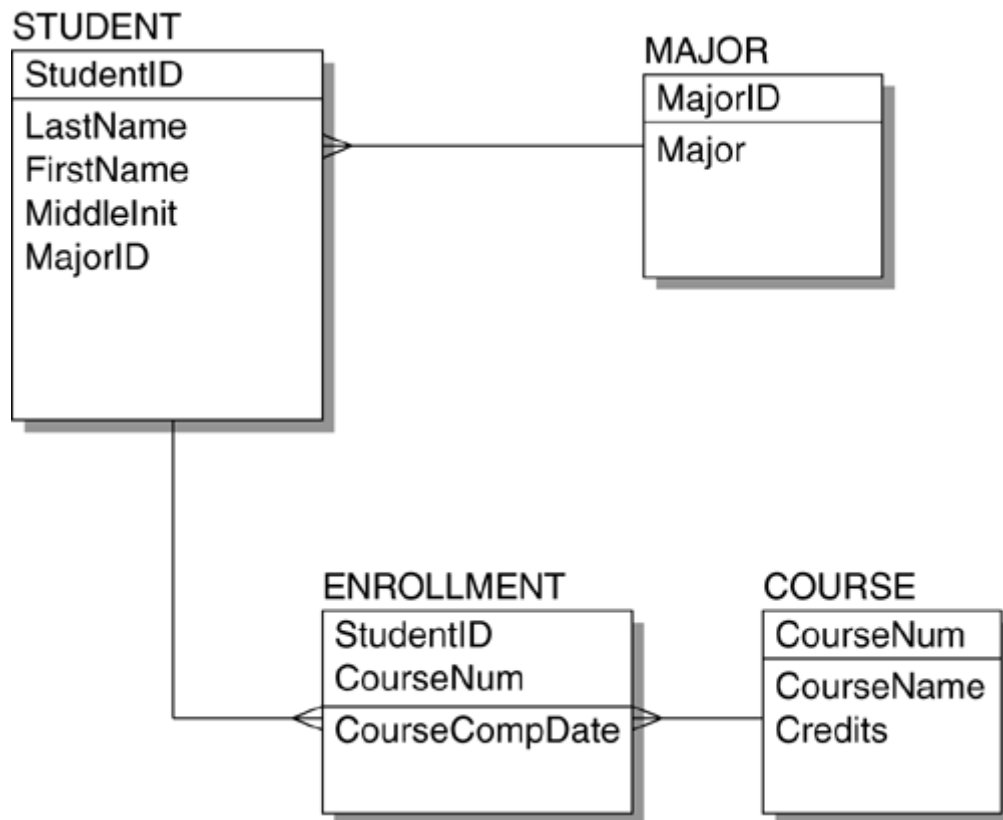 STUDENT
StudentID
LastName
FirstName
MiddleInit
MajorID
MAJOR
MajorID
Major
ENROLLMENT
StudentID
CourseNum
CourseCompDate
COURSE
CourseNum
CourseName
Credits